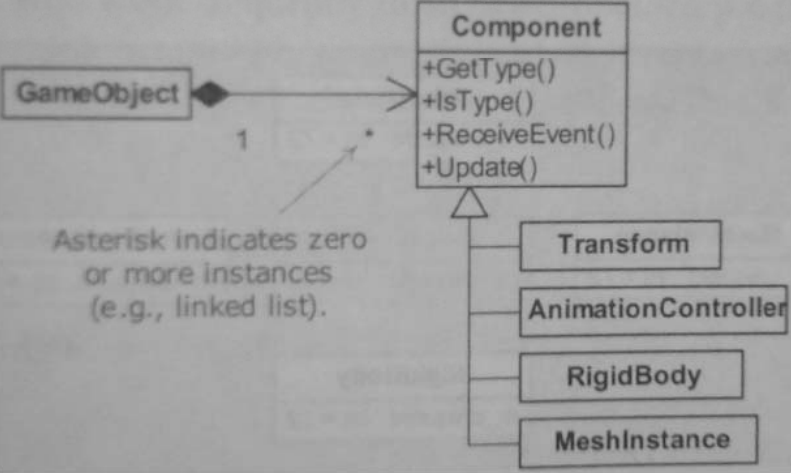 Component
+GetType()
+IsType()
+ReceiveEvent()
+Update()
GameObject
1
*
Asterisk indicates zero
or more instances
(e.g., linked list).
Transform
AnimationController
RigidBody
MeshInstance